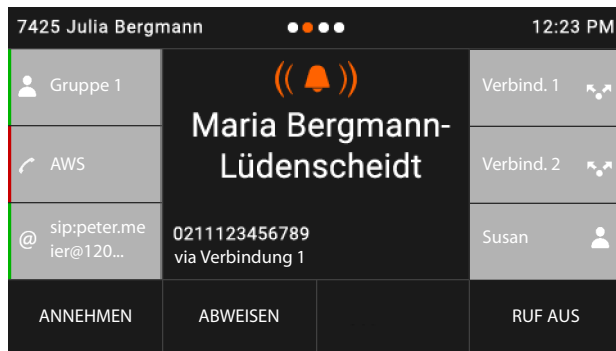 7425 Julia Bergmann
12:23 PM
Gruppe 1
AWS
@ sip:peter.me
ier@120...
Maria Bergmann-
Lüdenscheidt
0211123456789
via Verbindung 1
Verbind. 1
Verbind. 2
Susan
ANNEHMEN
ABWEISEN
RUF AUS